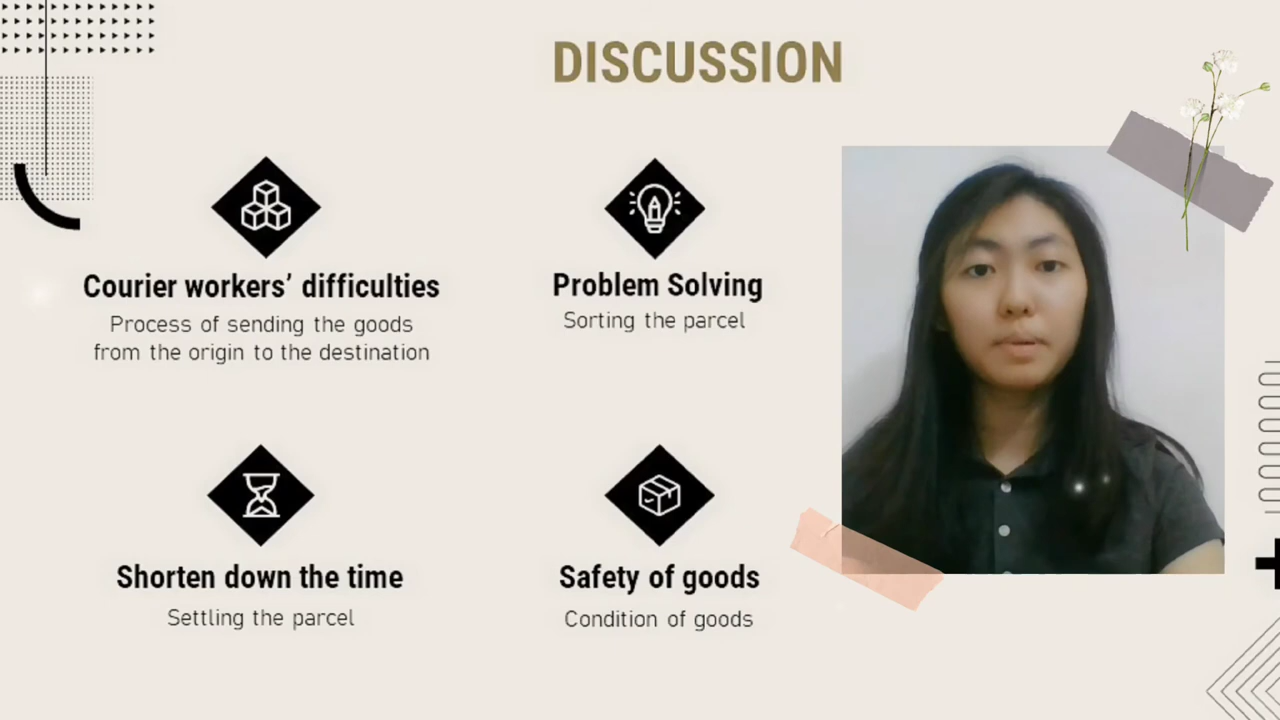 DISCUSSION
Courier workers’ difficulties
Process of sending the goods
from the origin to the destination
Problem Solving
Sorting the parcel
Shorten down the time
Settling the parcel
Safety of goods
Condition of goods